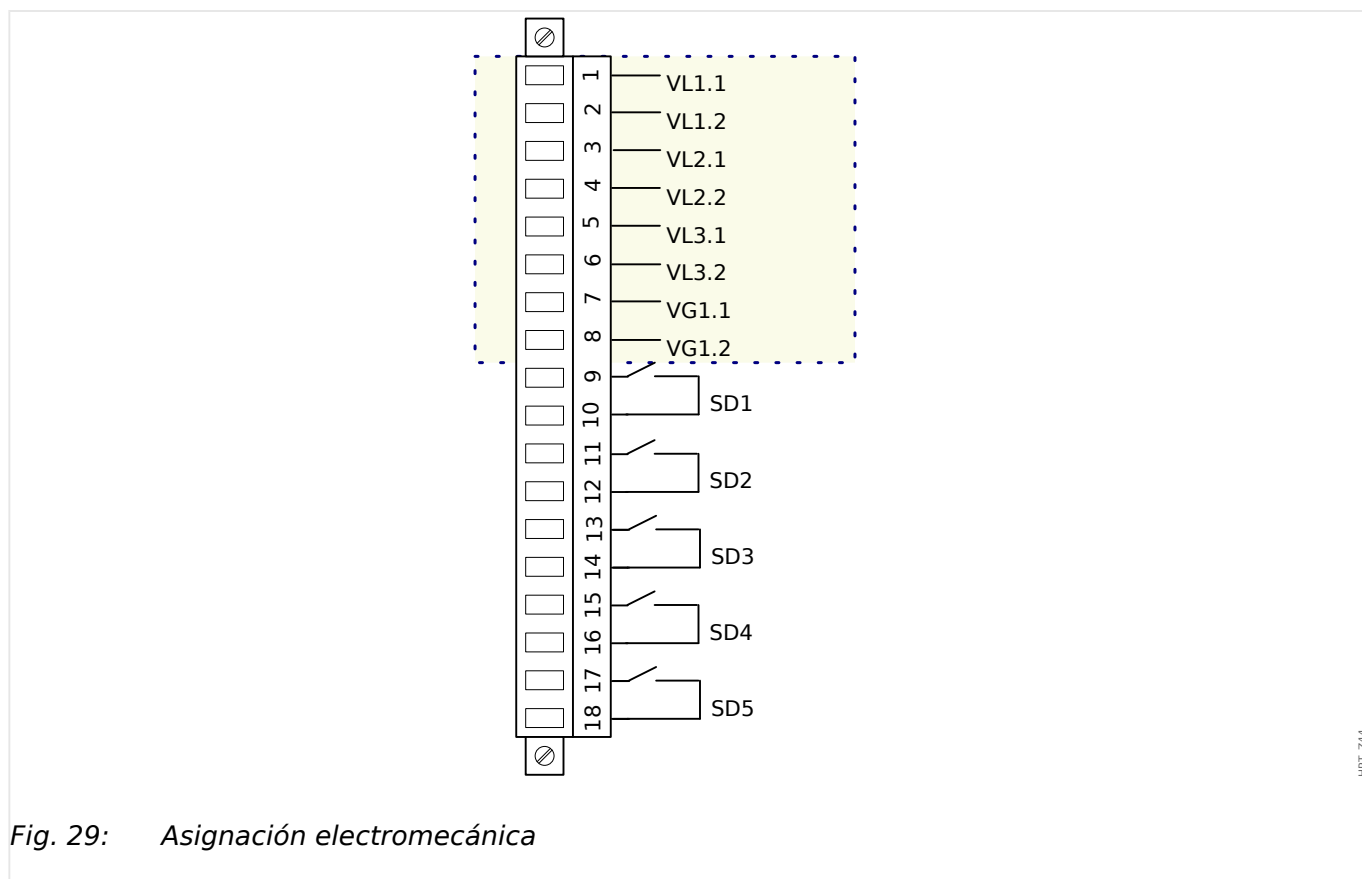 1 VL1.1
2 VL1.2
3 VL2.1
4 VL2.2
5 VL3.1
6 VL3.2
7 VG1.1
8 VG1.2
9
10 SD1
11
12 SD2
13
14 SD3
15
16 SD4
17
18 SD5
Fig. 29: Asignación electromecánica